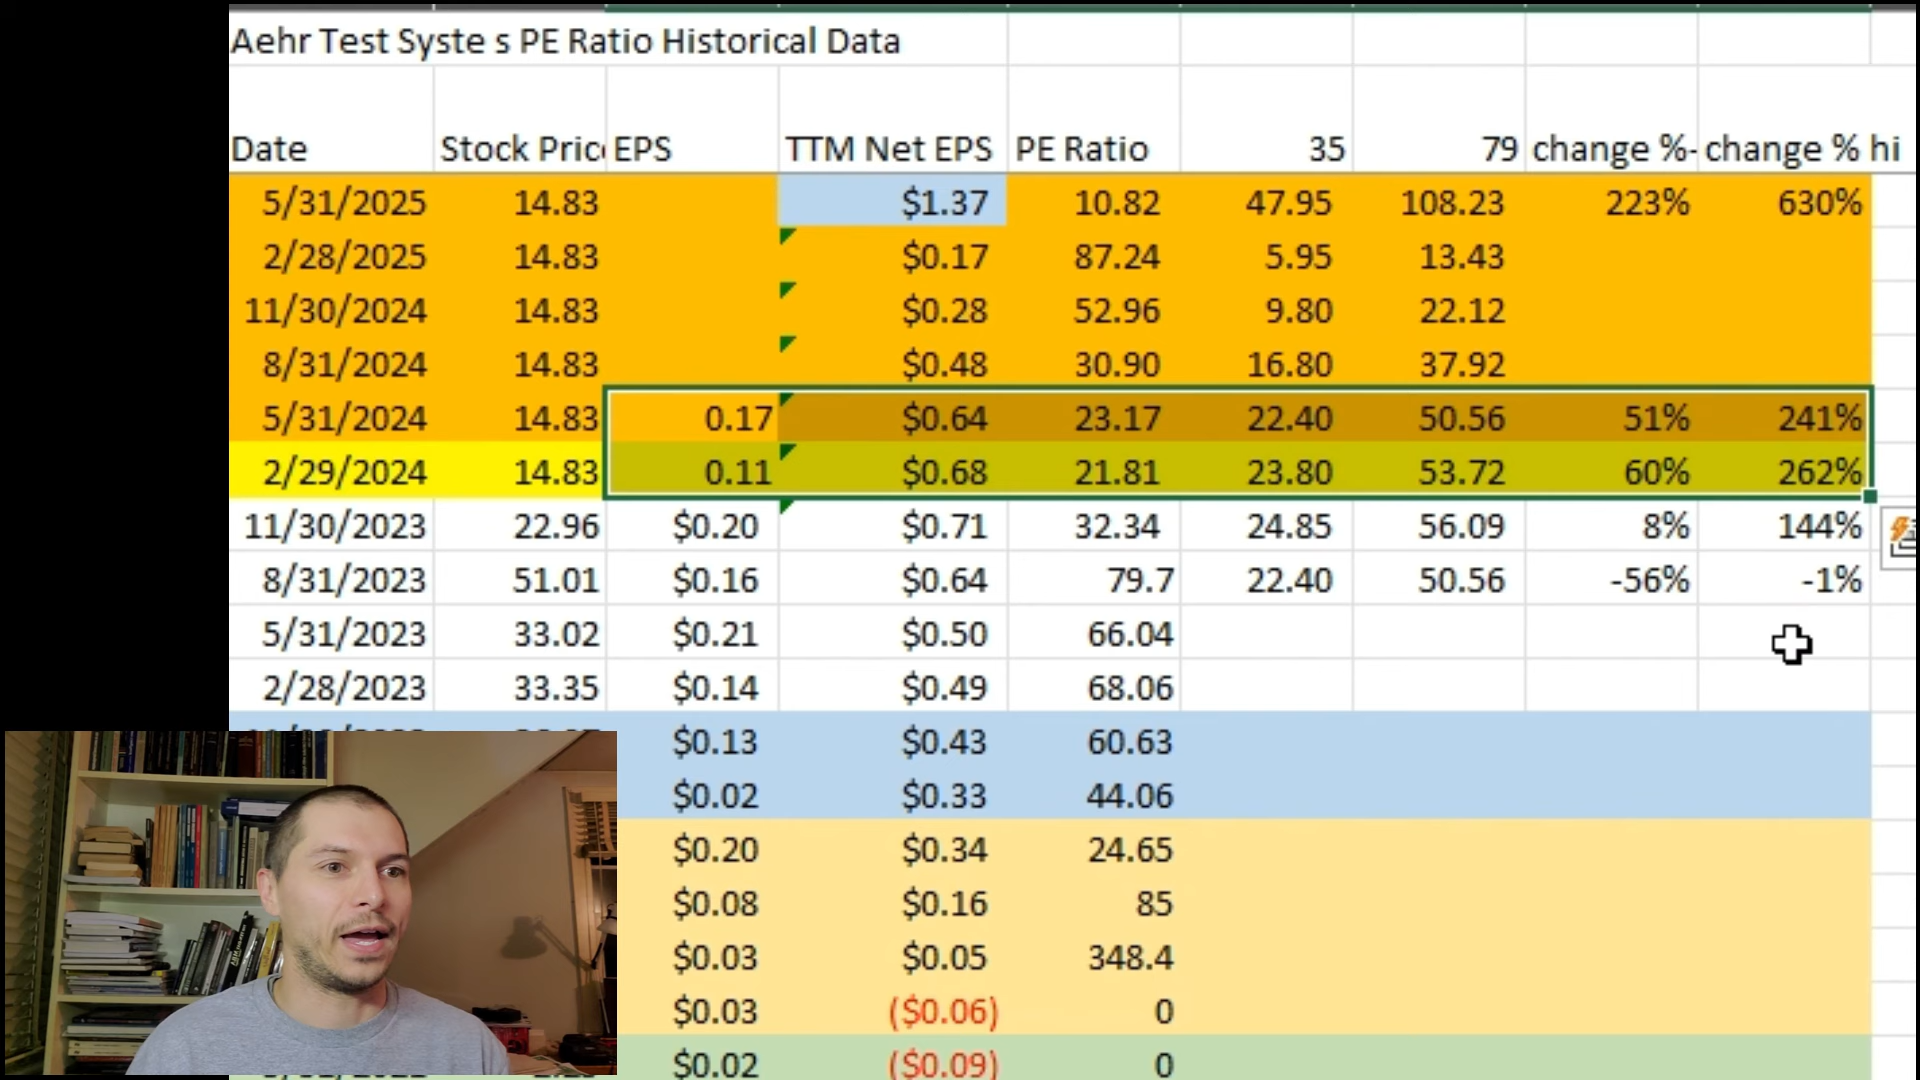 Aehr Test Syste s PE Ratio Historical Data
Date Stock Pric EPS TTM Net EPS PE Ratio 35 79 change %- change % hi
5/31/2025 14.83 $1.37 10.82 47.95 108.23 223% 630%
2/28/2025 14.83 $0.17 87.24 5.95 13.43
11/30/2024 14.83 $0.28 52.96 9.80 22.12
8/31/2024 14.83 $0.48 30.90 16.80 37.92
5/31/2024 14.83 0.17 $0.64 23.17 22.40 50.56 51% 241%
2/29/2024 14.83 0.11 $0.68 21.81 23.80 53.72 60% 262%
11/30/2023 22.96 $0.20 $0.71 32.34 24.85 56.09 8% 144%
8/31/2023 51.01 $0.16 $0.64 79.7 22.40 50.56 -56% -1%
5/31/2023 33.02 $0.21 $0.50 66.04
2/28/2023 33.35 $0.14 $0.49 68.06
$0.13 $0.43 60.63
$0.02 $0.33 44.06
$0.20 $0.34 24.65
$0.08 $0.16 85
$0.03 $0.05 348.4
$0.03 ($0.06) 0
$0.02 ($0.09) 0